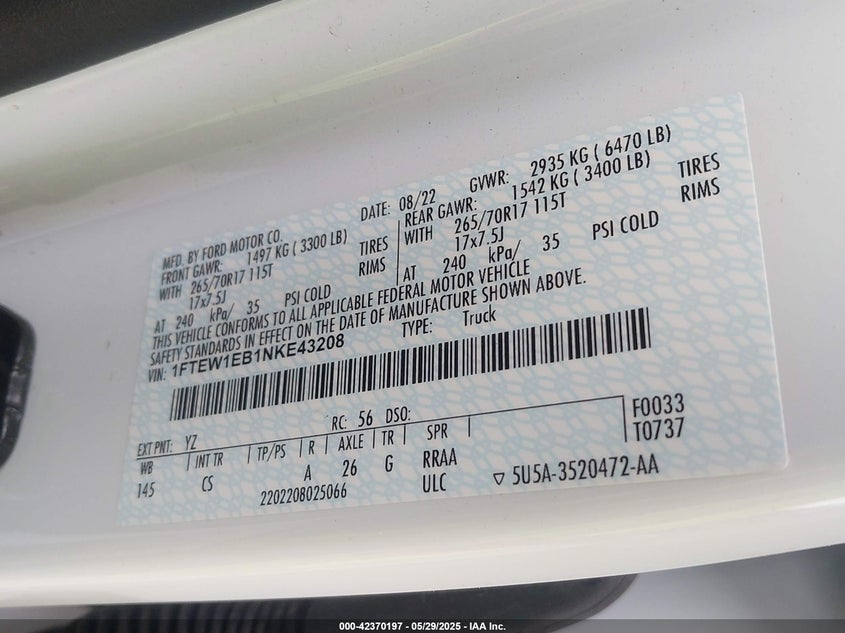 MFD. BY FORD MOTOR CO.
DATE: 08/22 GVWR: 2935 KG ( 6470 LB)
FRONT GAWR: 1497 KG ( 3300 LB) REAR GAWR: 1542 KG ( 3400 LB)
WITH 265/70R17 115T TIRES WITH 265/70R17 115T TIRES
17x7.5J RIMS 17x7.5J RIMS
AT 240 kPa/ 35 PSI COLD AT 240 kPa/ 35 PSI COLD
THIS VEHICLE CONFORMS TO ALL APPLICABLE FEDERAL MOTOR VEHICLE
SAFETY STANDARDS IN EFFECT ON THE DATE OF MANUFACTURE SHOWN ABOVE.
VIN: 1FTEW1EB1NKE43208 TYPE: Truck
EXT PNT: YZ RC: 56 DSO: F0033
WB INT TR TP/PS R AXLE TR SPR T0737
145 CS A 26 G RRAA
2202208025066 ULC ▽ 5U5A-3520472-AA
000-42370197 - 05/29/2025 - IAA Inc.